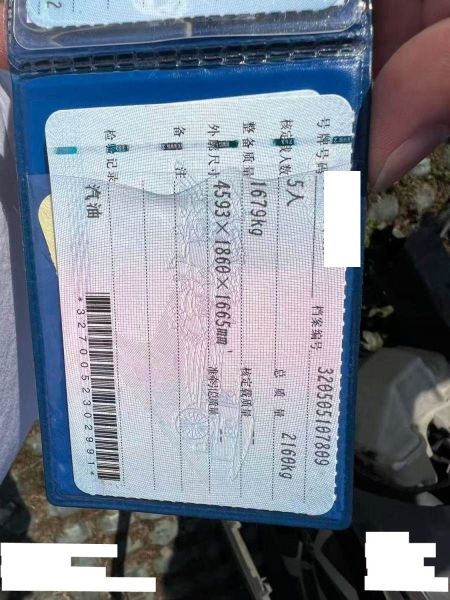 号牌号码
档案编号 320505107809
核定载人数 5人
总质量 2160kg
整备质量 1679kg
核定载质量
外廓尺寸 4593×1860×1665mm
准牵引总质量
备注
检验记录
汽油
*3270052302991*